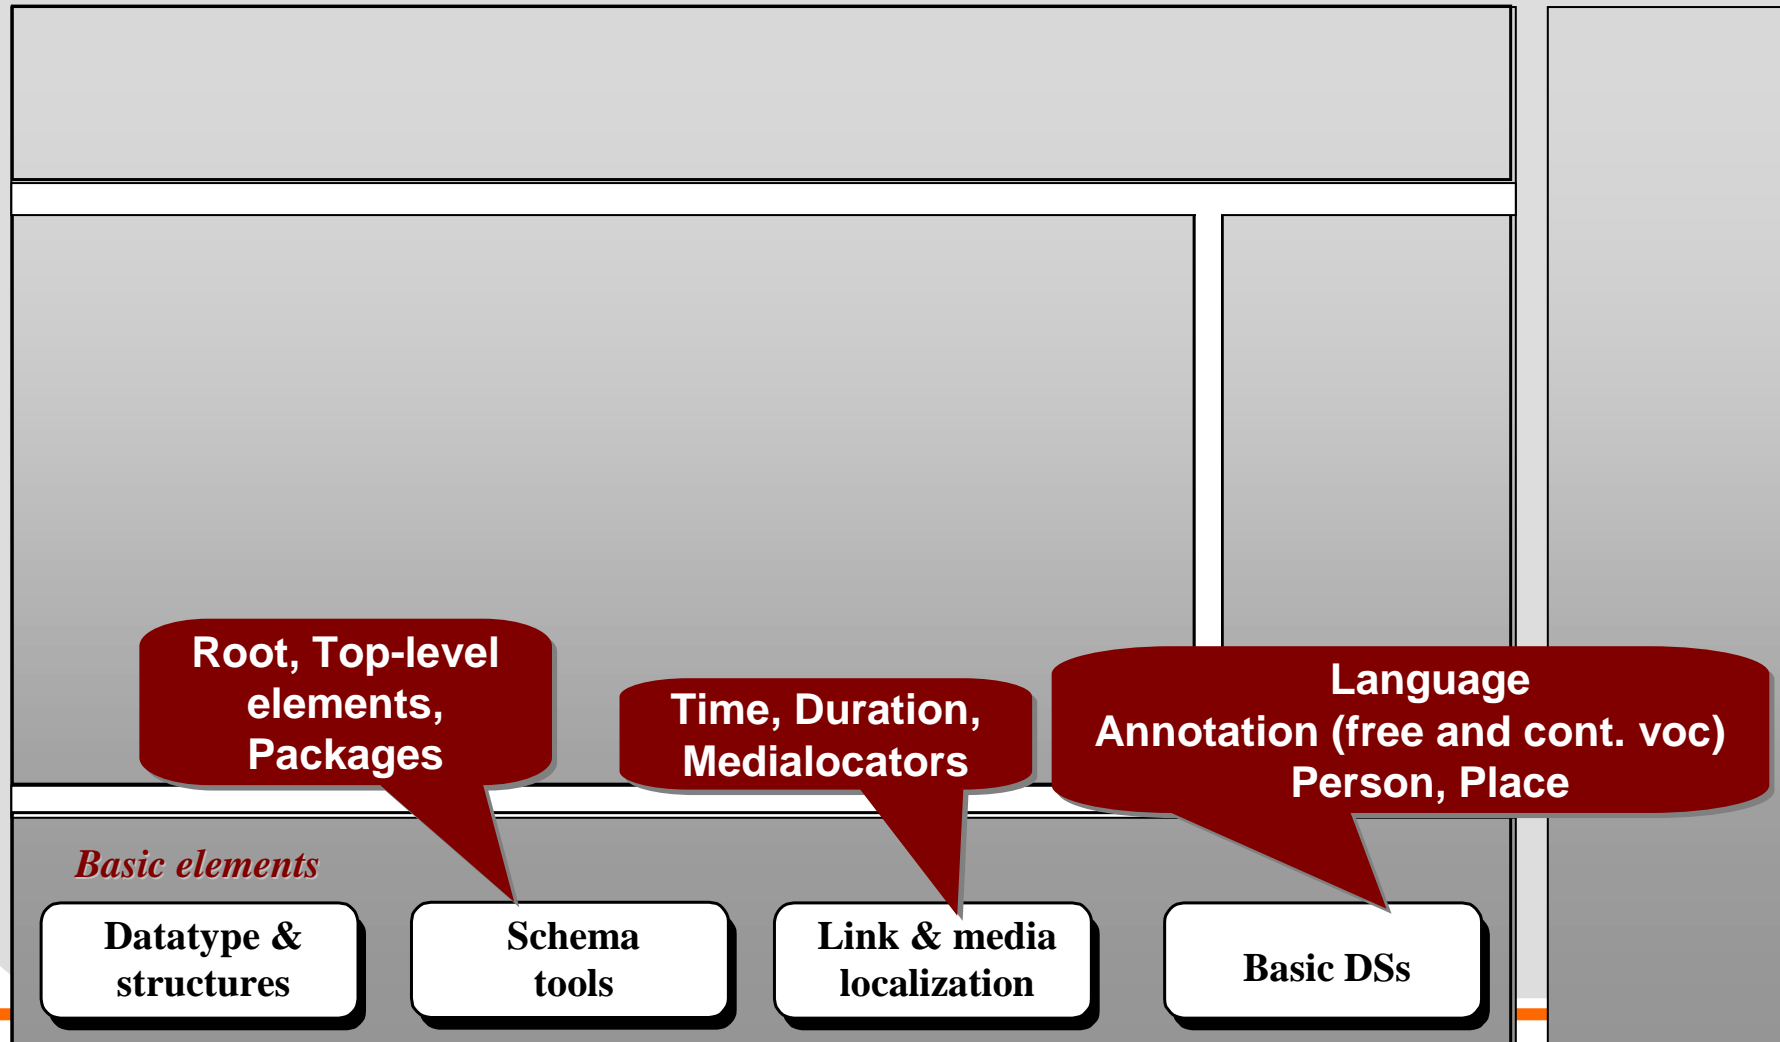 Root, Top-level
elements,
Packages
Time, Duration,
Medialocators
Language
Annotation (free and cont. voc)
Person, Place
Basic elements
Datatype &
structures
Schema
tools
Link & media
localization
Basic DSs